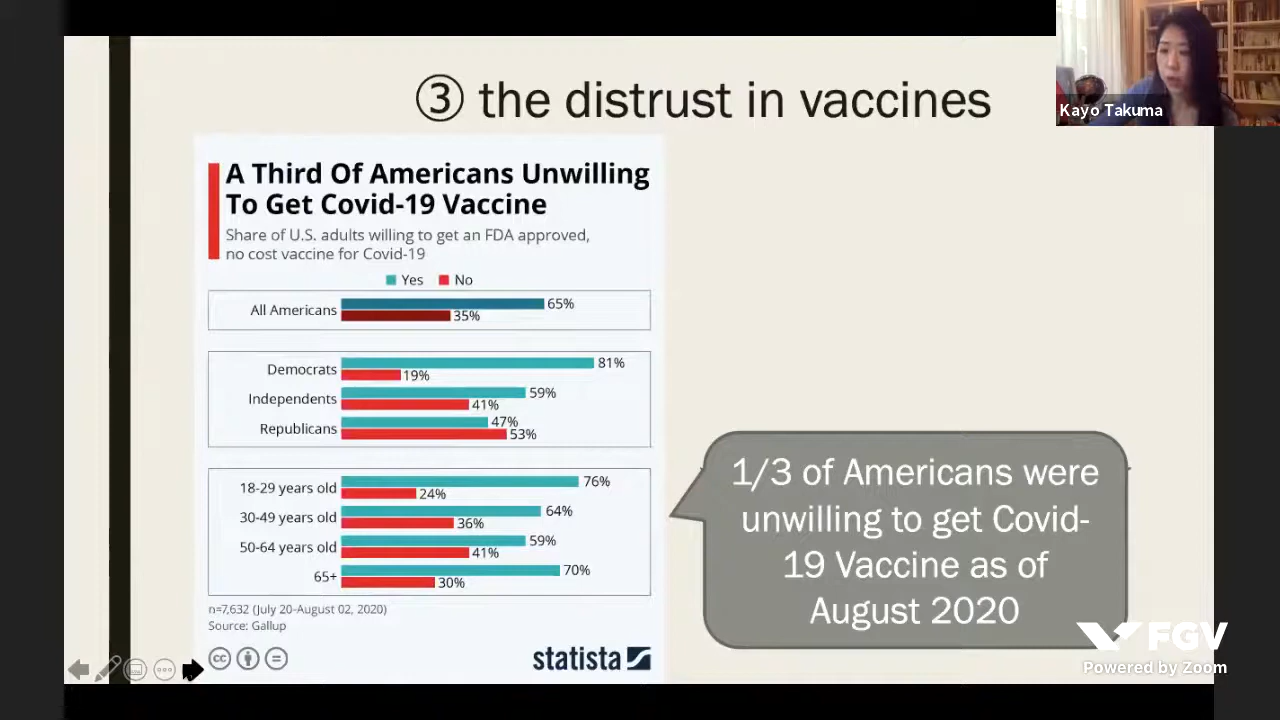 ③ the distrust in vaccines
Kayo Takuma
A Third Of Americans Unwilling
To Get Covid-19 Vaccine
Share of U.S. adults willing to get an FDA approved,
no cost vaccine for Covid-19
Yes No
All Americans 65%
35%
Democrats 81%
19%
Independents 59%
41%
Republicans 47%
53%
18-29 years old 76%
24%
30-49 years old 64%
36%
50-64 years old 59%
41%
65+ 70%
30%
n=7,632 (July 20-August 02, 2020)
Source: Gallup
cc
statista
1/3 of Americans were
unwilling to get Covid-
19 Vaccine as of
August 2020
FGV
Powered by Zoom